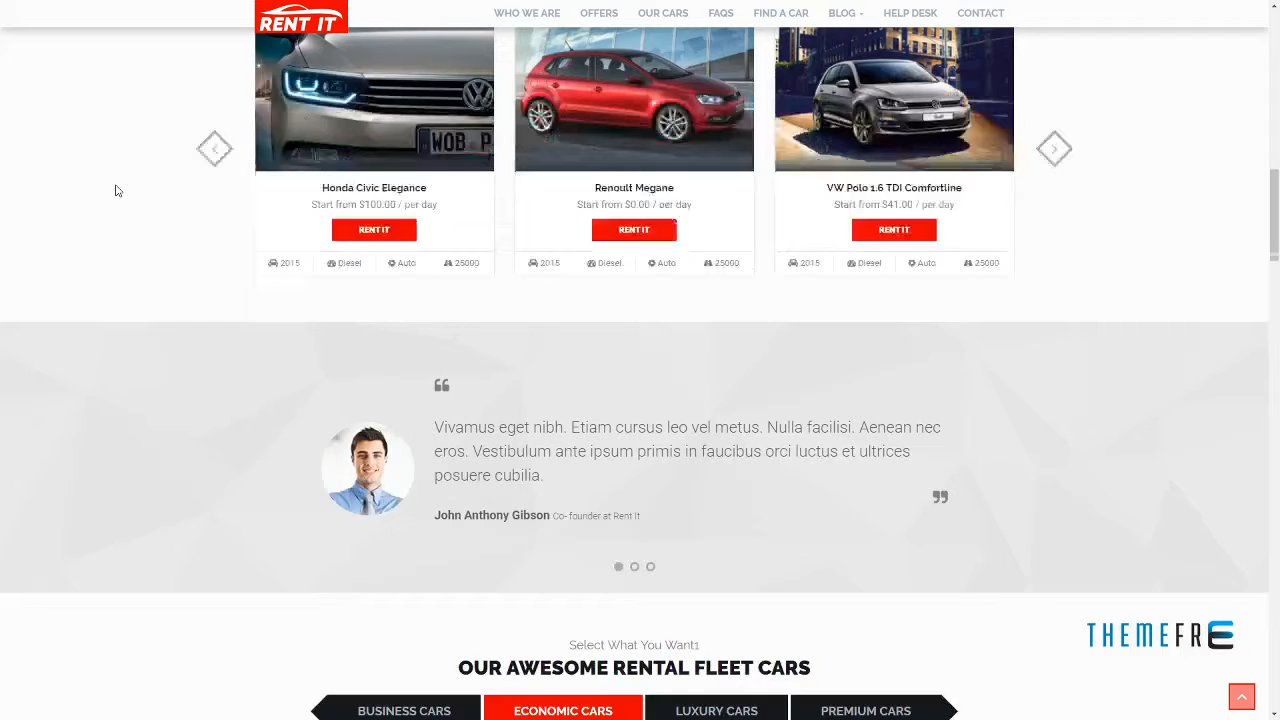 RENT IT
WHO WE ARE OFFERS OUR CARS FAQS FIND A CAR BLOG HELP DESK CONTACT
WOB P
Honda Civic Elegance
Start from $100.00 / per day
RENT IT
2015 Diesel Auto 25000
Renoult Megane
Start from $0.00 / per day
RENT IT
2015 Diesel Auto 25000
VW Polo 1.6 TDI Comfortline
Start from $41.00 / per day
RENT IT
2015 Diesel Auto 25000
“
Vivamus eget nibh. Etiam cursus leo vel metus. Nulla facilisi. Aenean nec
eros. Vestibulum ante ipsum primis in faucibus orci luctus et ultrices
posuere cubilia.
”
John Anthony Gibson Co- founder at Rent It
Select What You Want1
OUR AWESOME RENTAL FLEET CARS
BUSINESS CARS ECONOMIC CARS LUXURY CARS PREMIUM CARS
THEMEFRE